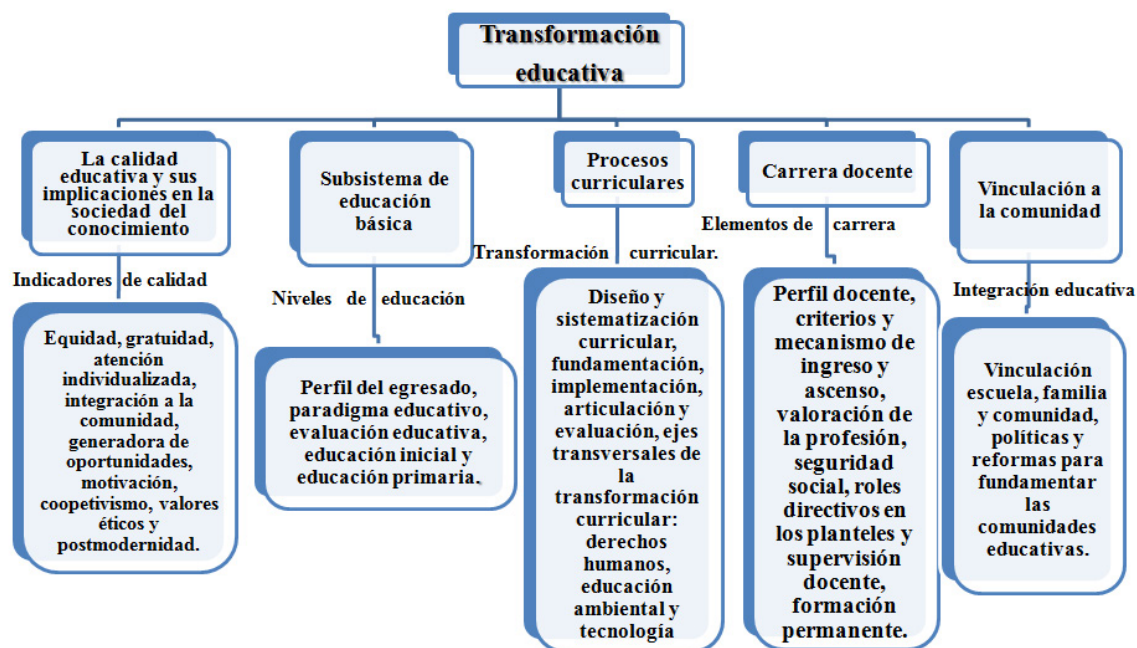 Transformación
educativa
La calidad
educativa y sus
implicaciones en la
sociedad del
conocimiento
Indicadores de calidad
Equidad, gratuidad,
atención
individualizada,
integración a la
comunidad,
generadora de
oportunidades,
motivación,
coopetivismo, valores
éticos y
postmodernidad.
Subsistema de
educación
básica
Niveles de educación
Perfil del egresado,
paradigma educativo,
evaluación educativa,
educación inicial y
educación primaria.
Procesos
curriculares
Transformación curricular.
Diseño y
sistematización
curricular,
fundamentación,
implementación,
articulación y
evaluación, ejes
transversales de
la
transformación
curricular:
derechos
humanos,
educación
ambiental y
tecnología
Carrera docente
Elementos de carrera
Perfil docente,
criterios y
mecanismo de
ingreso y
ascenso,
valoración de
la profesión,
seguridad
social, roles
directivos en
los planteles y
supervisión
docente,
formación
permanente.
Vinculación a
la comunidad
Integración educativa
Vinculación
escuela, familia
y comunidad,
políticas y
reformas para
fundamentar
las
comunidades
educativas.